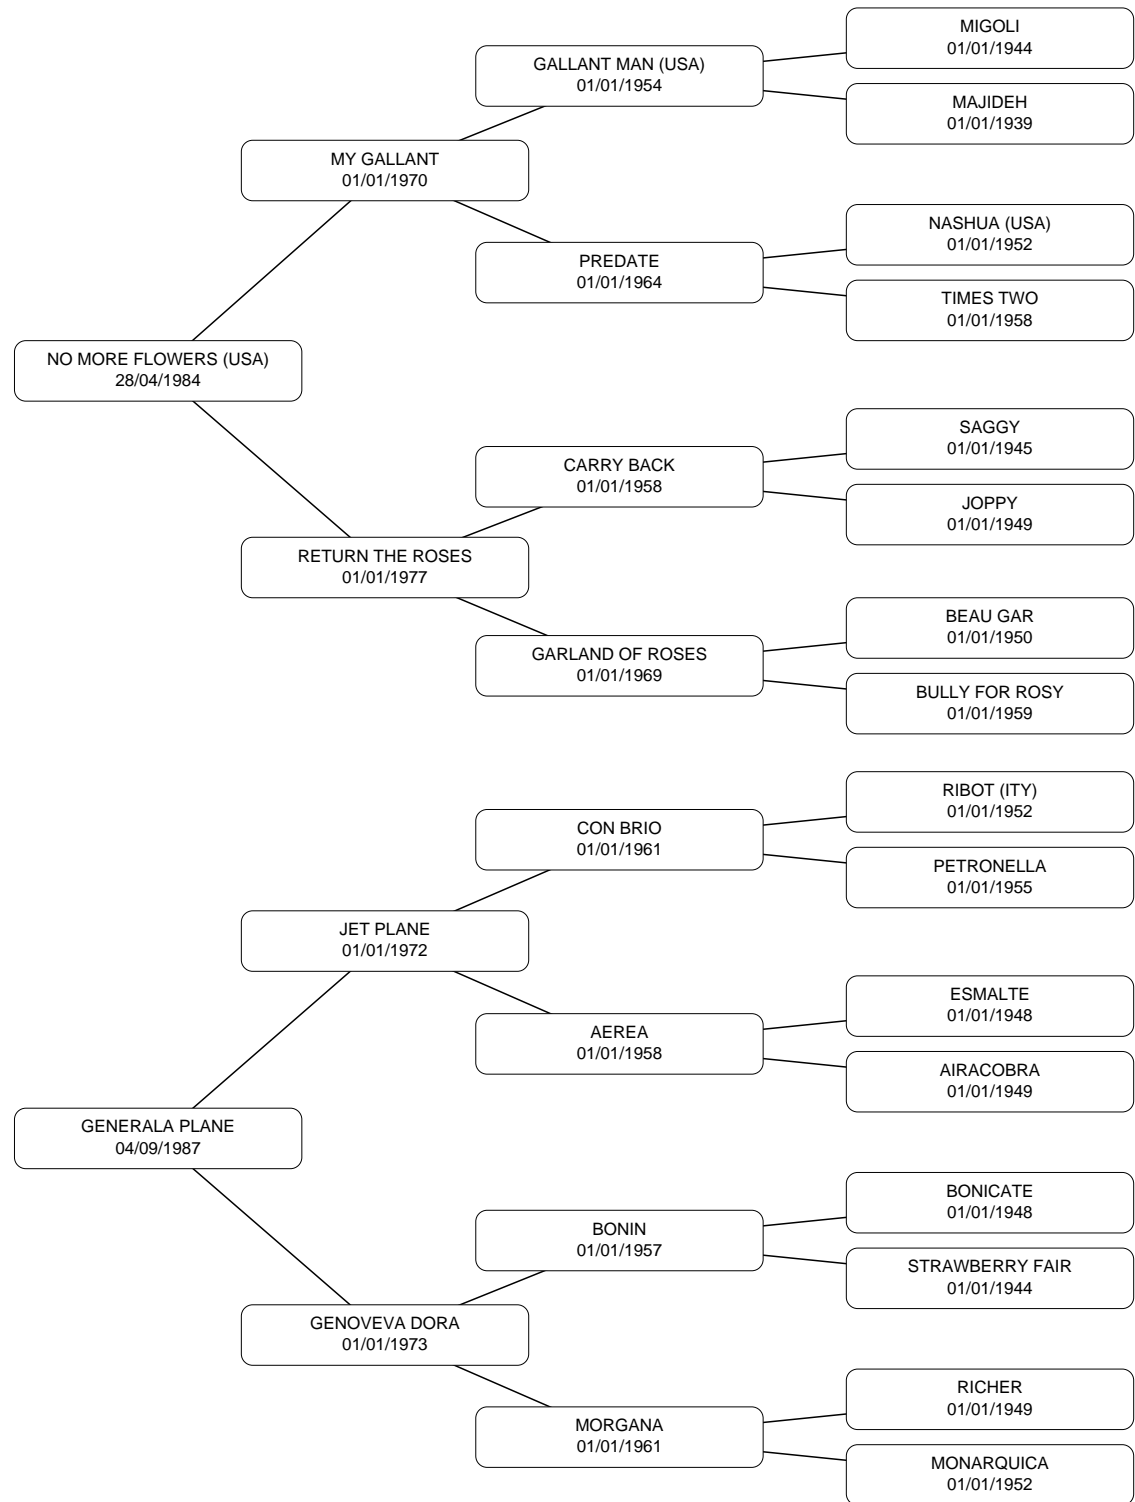 MIGOLI
01/01/1944
GALLANT MAN (USA)
01/01/1954
MAJIDEH
01/01/1939
MY GALLANT
01/01/1970
NASHUA (USA)
01/01/1952
PREDATE
01/01/1964
TIMES TWO
01/01/1958
NO MORE FLOWERS (USA)
28/04/1984
SAGGY
01/01/1945
CARRY BACK
01/01/1958
JOPPY
01/01/1949
RETURN THE ROSES
01/01/1977
BEAU GAR
01/01/1950
GARLAND OF ROSES
01/01/1969
BULLY FOR ROSY
01/01/1959
RIBOT (ITY)
01/01/1952
CON BRIO
01/01/1961
PETRONELLA
01/01/1955
JET PLANE
01/01/1972
ESMALTE
01/01/1948
AEREA
01/01/1958
AIRACOBRA
01/01/1949
GENERALA PLANE
04/09/1987
BONICATE
01/01/1948
BONIN
01/01/1957
STRAWBERRY FAIR
01/01/1944
GENOVEVA DORA
01/01/1973
RICHER
01/01/1949
MORGANA
01/01/1961
MONARQUICA
01/01/1952